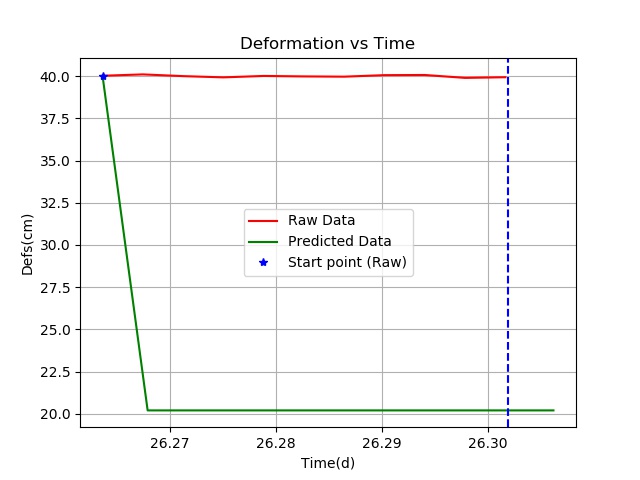 Deformation vs Time
40.0
37.5
35.0
32.5
30.0
27.5
25.0
22.5
20.0
Defs(cm)
Raw Data
Predicted Data
Start point (Raw)
26.27 26.28 26.29 26.30
Time(d)